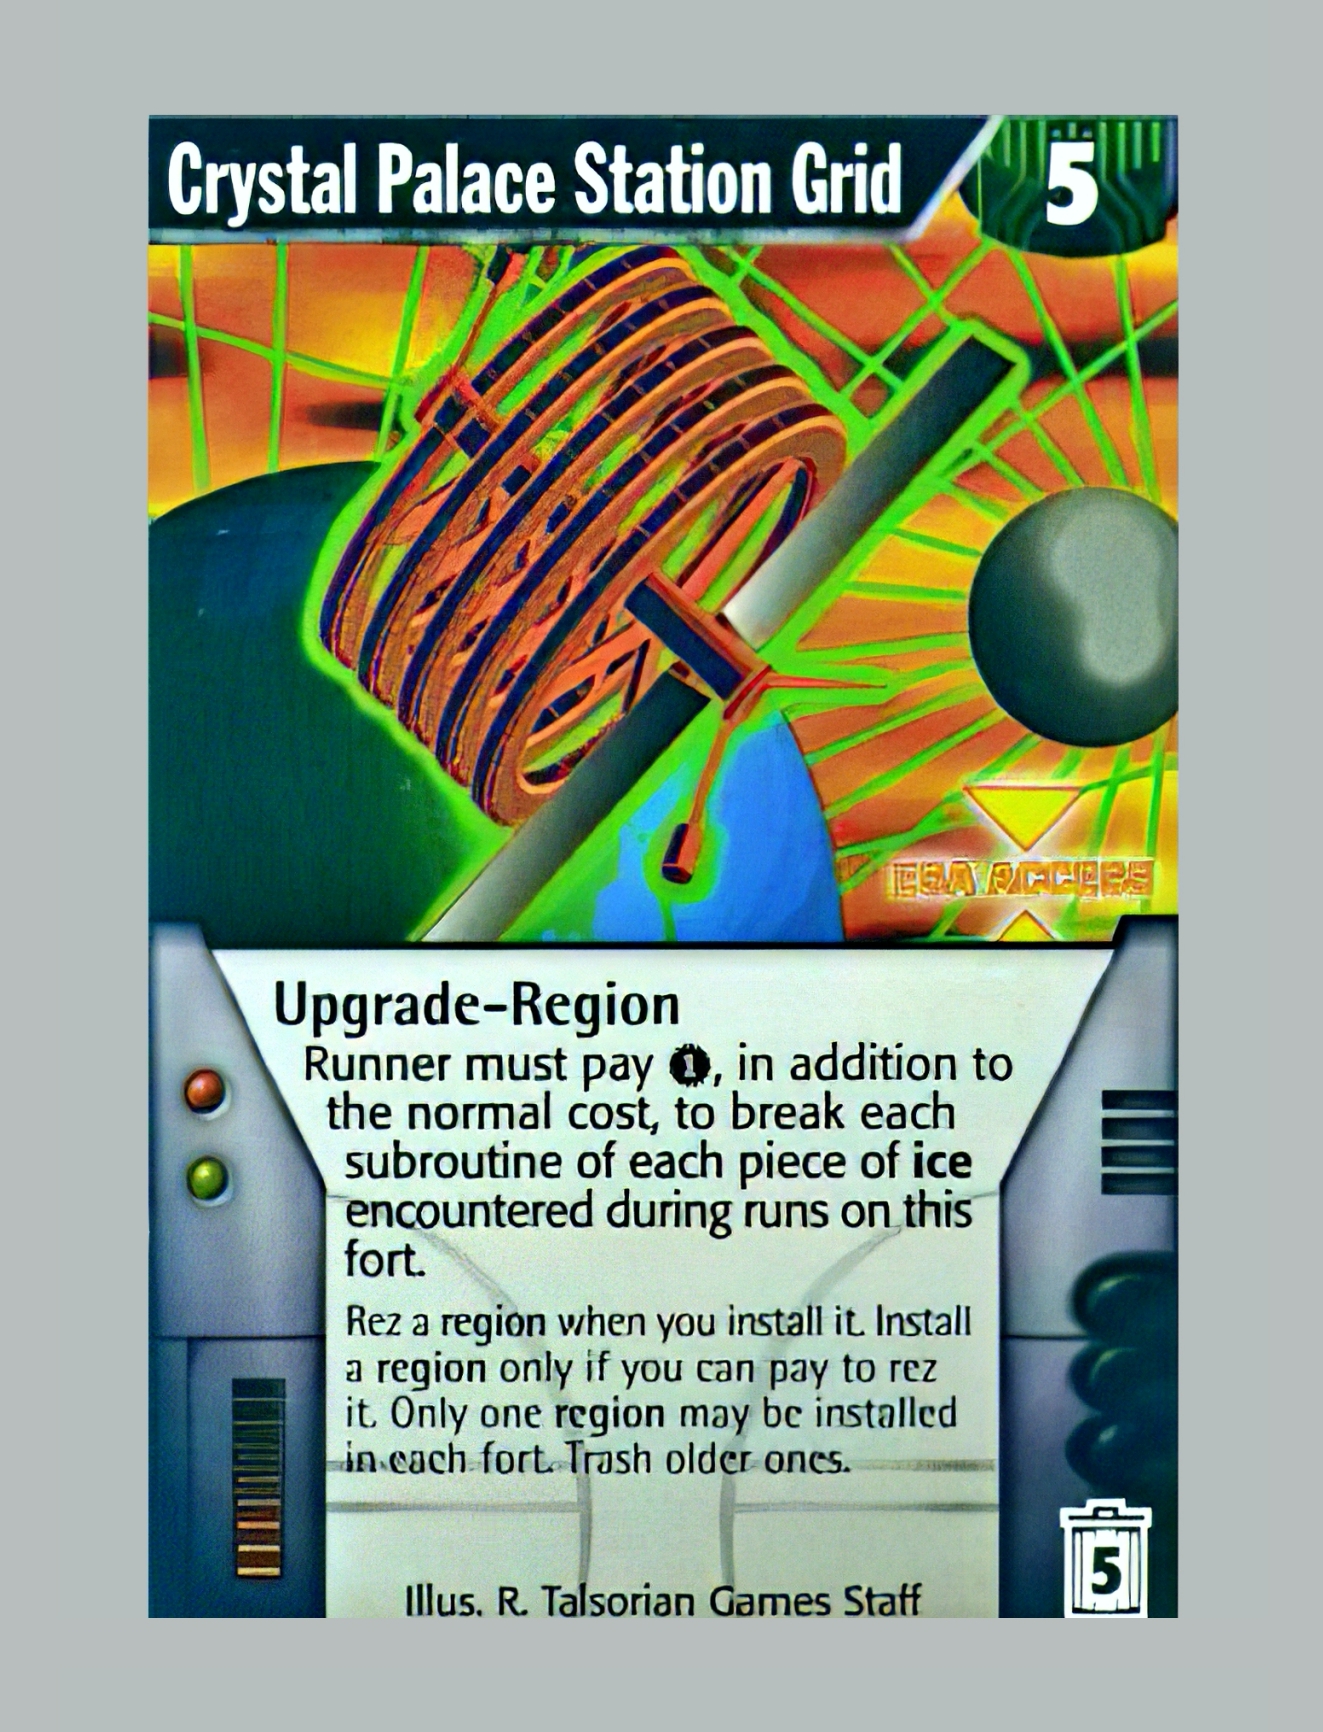 Crystal Palace Station Grid
5
ESA ACCESS
Upgrade-Region
Runner must pay 1, in addition to
the normal cost, to break each
subroutine of each piece of ice
encountered during runs on this
fort.
Rez a region when you install it. Install
a region only if you can pay to rez
it. Only one region may be installed
in each fort. Trash older ones.
5
Illus. R. Talsorian Games Staff